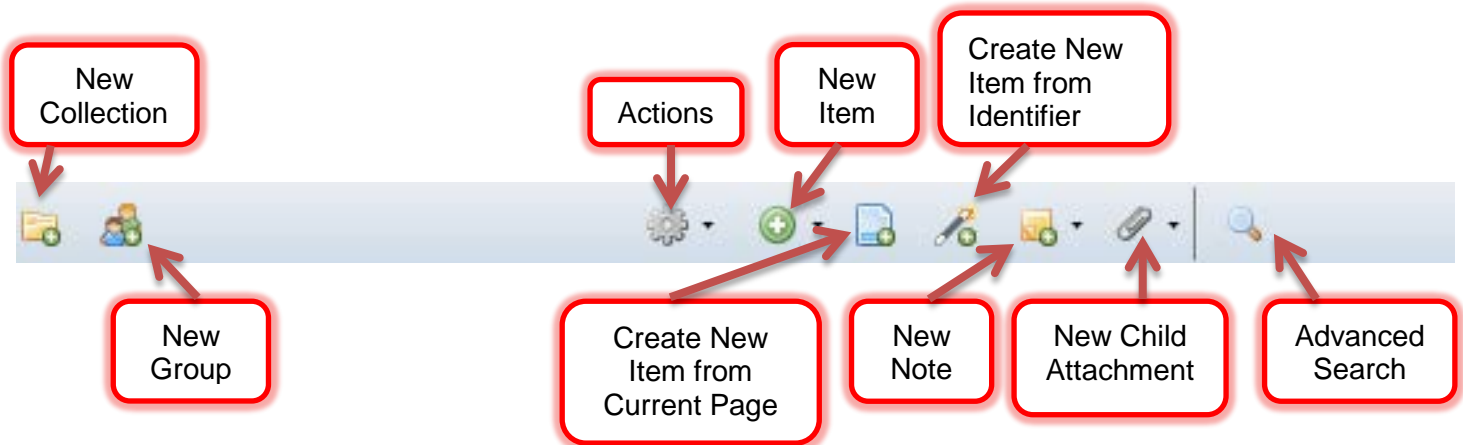 New
Collection
Actions
New
Item
Create New
Item from
Identifier
New
Group
Create New
Item from
Current Page
New
Note
New Child
Attachment
Advanced
Search